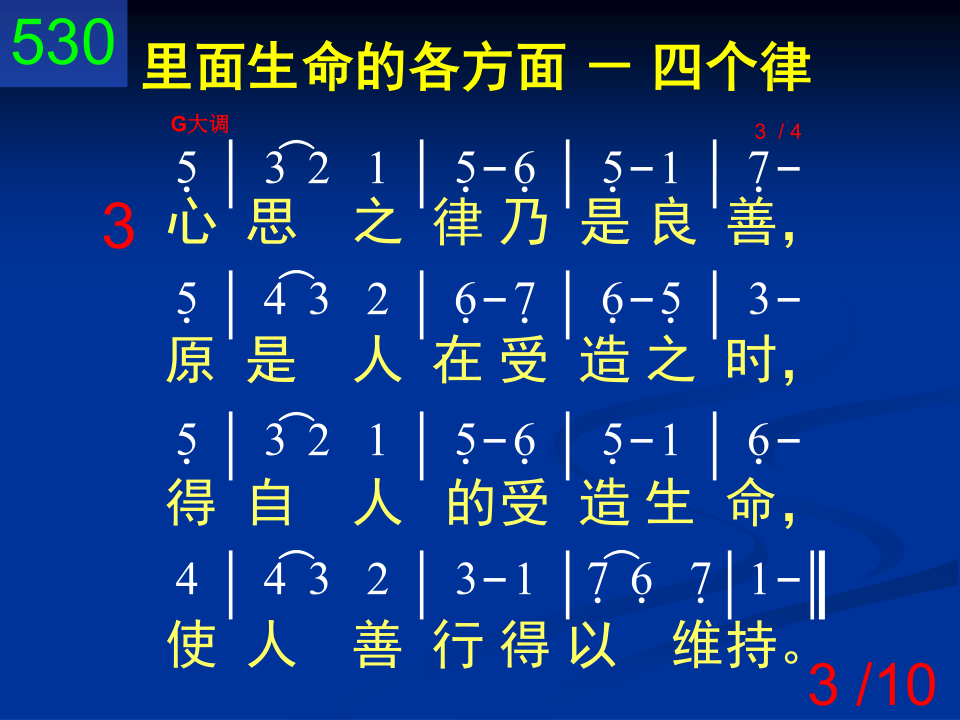 530
里面生命的各方面 － 四个律
G大调 3 / 4
5̣ | 3 2 1 | 5̣ – 6̣ | 5̣ – 1 | 7̣ –
3 心 思 之 律 乃 是 良 善，
5̣ | 4 3 2 | 6̣ – 7̣ | 6̣ – 5̣ | 3 –
原 是 人 在 受 造 之 时，
5̣ | 3 2 1 | 5̣ – 6̣ | 5̣ – 1 | 6̣ –
得 自 人 的 受 造 生 命，
4 | 4 3 2 | 3 – 1 | 7̣ 6̣ 7̣ | 1 – ‖
使 人 善 行 得 以 维 持。
3 /10